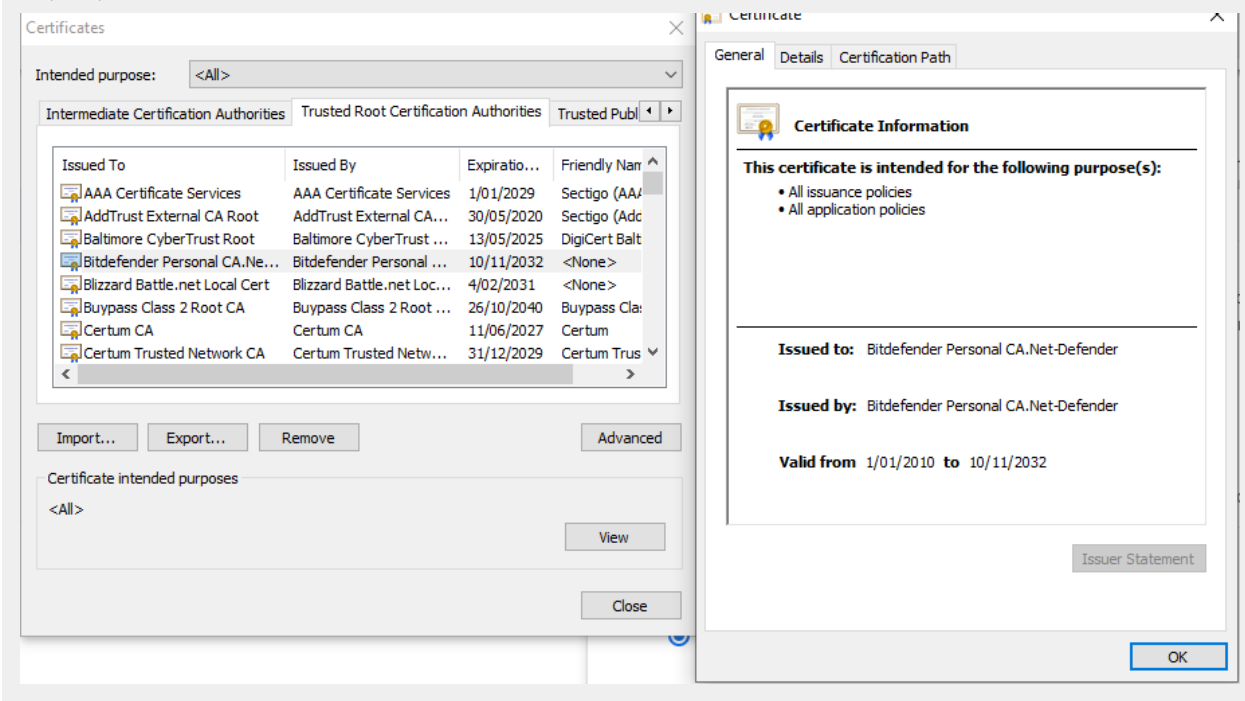 Certificates
Intended purpose: <All>
Intermediate Certification Authorities Trusted Root Certification Authorities Trusted Publ
Issued To Issued By Expiratio... Friendly Nam
AAA Certificate Services AAA Certificate Services 1/01/2029 Sectigo (AAA
AddTrust External CA Root AddTrust External CA... 30/05/2020 Sectigo (Add
Baltimore CyberTrust Root Baltimore CyberTrust ... 13/05/2025 DigiCert Balt
Bitdefender Personal CA.Ne... Bitdefender Personal ... 10/11/2032 <None>
Blizzard Battle.net Local Cert Blizzard Battle.net Loc... 4/02/2031 <None>
Buypass Class 2 Root CA Buypass Class 2 Root ... 26/10/2040 Buypass Clas
Certum CA Certum CA 11/06/2027 Certum
Certum Trusted Network CA Certum Trusted Netw... 31/12/2029 Certum Trus
Import... Export... Remove Advanced
Certificate intended purposes
<All>
View
Close
Certificate
General Details Certification Path
Certificate Information
This certificate is intended for the following purpose(s):
• All issuance policies
• All application policies
Issued to: Bitdefender Personal CA.Net-Defender
Issued by: Bitdefender Personal CA.Net-Defender
Valid from 1/01/2010 to 10/11/2032
Issuer Statement
OK